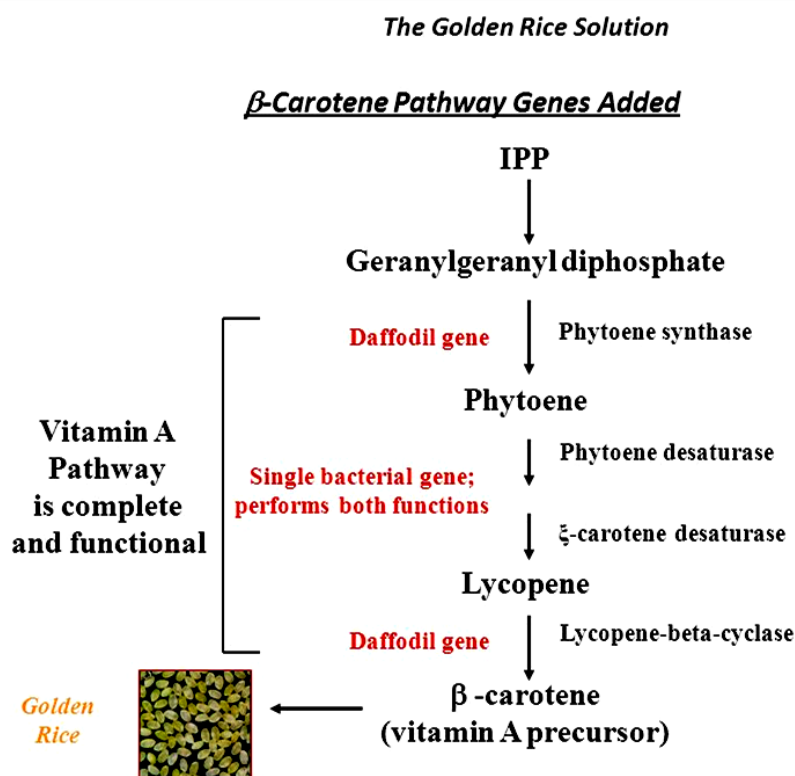 The Golden Rice Solution
β-Carotene Pathway Genes Added
IPP
Geranylgeranyl diphosphate
Daffodil gene
Phytoene synthase
Phytoene
Vitamin A
Pathway
is complete
and functional
Single bacterial gene;
performs both functions
Phytoene desaturase
ξ-carotene desaturase
Lycopene
Daffodil gene
Lycopene-beta-cyclase
β -carotene
(vitamin A precursor)
Golden
Rice